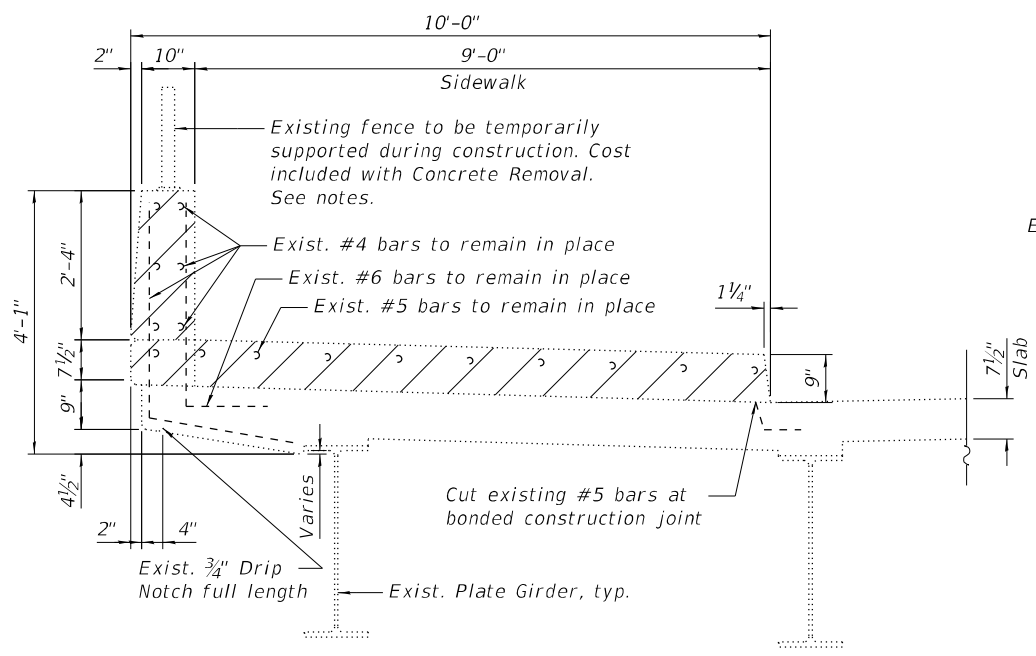 10'-0"
2" 10" 9'-0"
Sidewalk
Existing fence to be temporarily
supported during construction. Cost
included with Concrete Removal.
See notes.
E
Exist. #4 bars to remain in place
Exist. #6 bars to remain in place
Exist. #5 bars to remain in place
1¼"
2'-4"
4'-1"
7½"
9"
4½"
9"
7½"
Slab
Varies
Cut existing #5 bars at
bonded construction joint
2" 4"
Exist. ¾" Drip
Notch full length
Exist. Plate Girder, typ.